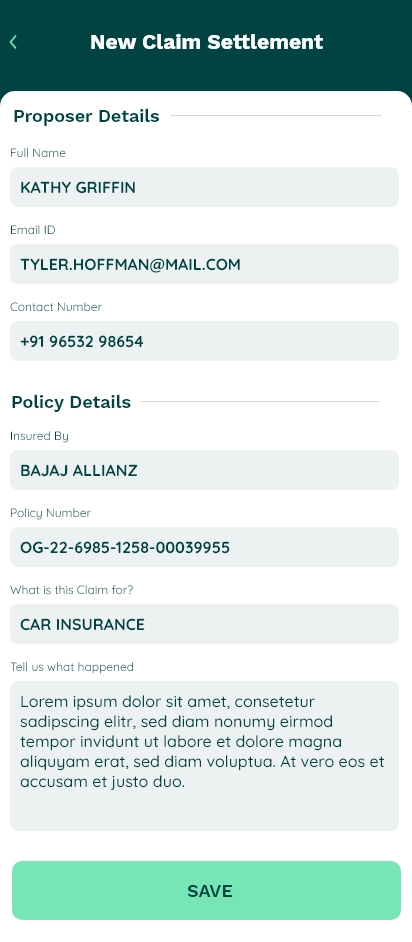 New Claim Settlement
Proposer Details
Full Name
KATHY GRIFFIN
Email ID
TYLER.HOFFMAN@MAIL.COM
Contact Number
+91 96532 98654
Policy Details
Insured By
BAJAJ ALLIANZ
Policy Number
OG-22-6985-1258-00039955
What is this Claim for?
CAR INSURANCE
Tell us what happened
Lorem ipsum dolor sit amet, consetetur
sadipscing elitr, sed diam nonumy eirmod
tempor invidunt ut labore et dolore magna
aliquyam erat, sed diam voluptua. At vero eos et
accusam et justo duo.
SAVE